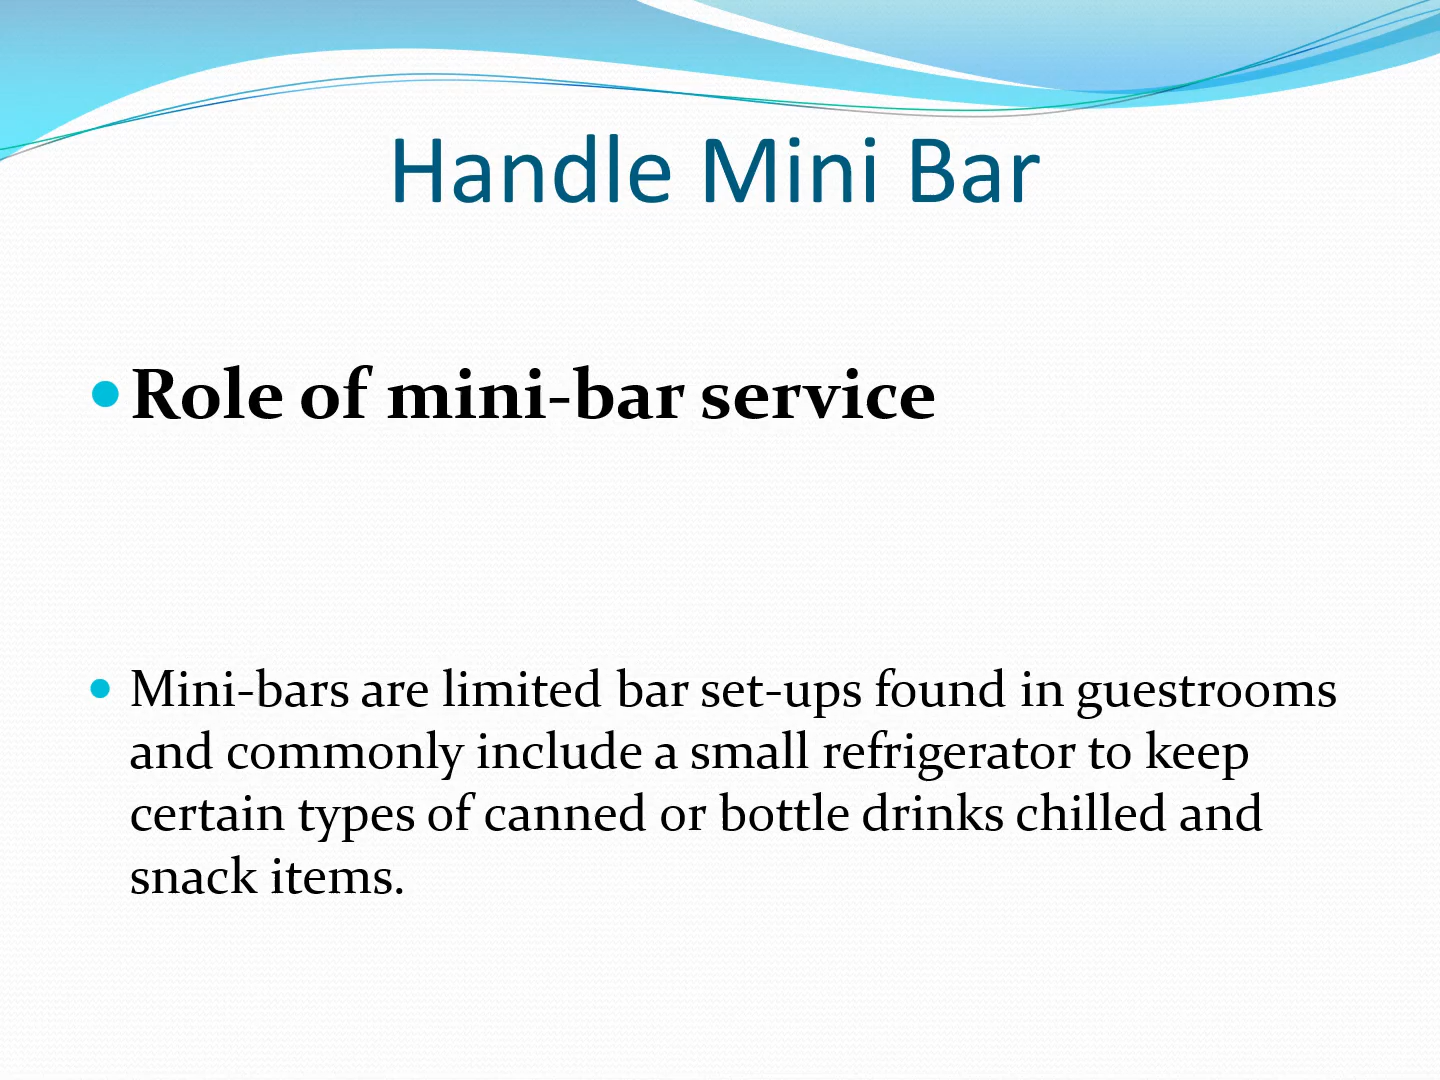 Handle Mini Bar
•Role of mini-bar service
• Mini-bars are limited bar set-ups found in guestrooms
and commonly include a small refrigerator to keep
certain types of canned or bottle drinks chilled and
snack items.